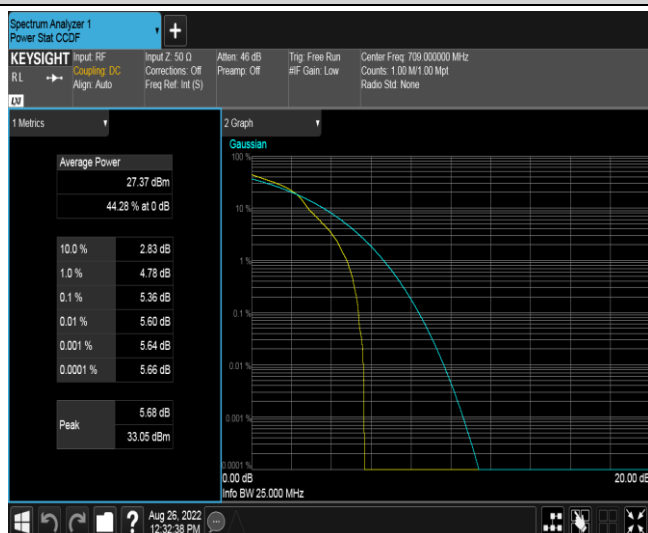 Spectrum Analyzer 1
Power Stat CCDF
+
KEYSIGHT
RL
LXI
Input: RF
Coupling: DC
Align: Auto
Input Z: 50 Ω
Corrections: Off
Freq Ref: Int (S)
Atten: 46 dB
Preamp: Off
Trig: Free Run
#IF Gain: Low
Center Freq: 709.000000 MHz
Counts: 1.00 M/1.00 Mpt
Radio Std: None
1 Metrics
Average Power
27.37 dBm
44.28 % at 0 dB
10.0 % 2.83 dB
1.0 % 4.78 dB
0.1 % 5.36 dB
0.01 % 5.60 dB
0.001 % 5.64 dB
0.0001 % 5.66 dB
Peak
5.68 dB
33.05 dBm
2 Graph
Gaussian
100 %
10 %
1 %
0.1 %
0.01 %
0.001 %
0.0001 %
0.00 dB 20.00 dB
Info BW 25.000 MHz
?
Aug 26, 2022
12:32:38 PM